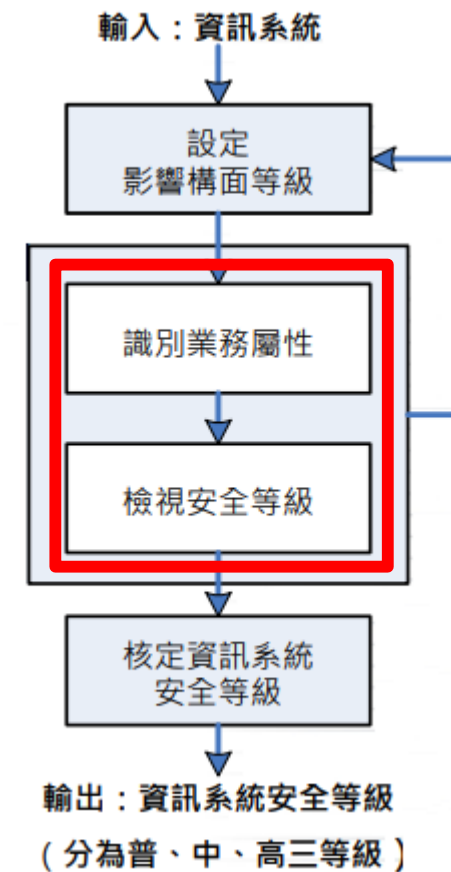 輸入：資訊系統
設定
影響構面等級
識別業務屬性
檢視安全等級
核定資訊系統
安全等級
輸出：資訊系統安全等級
（分為普、中、高三等級）